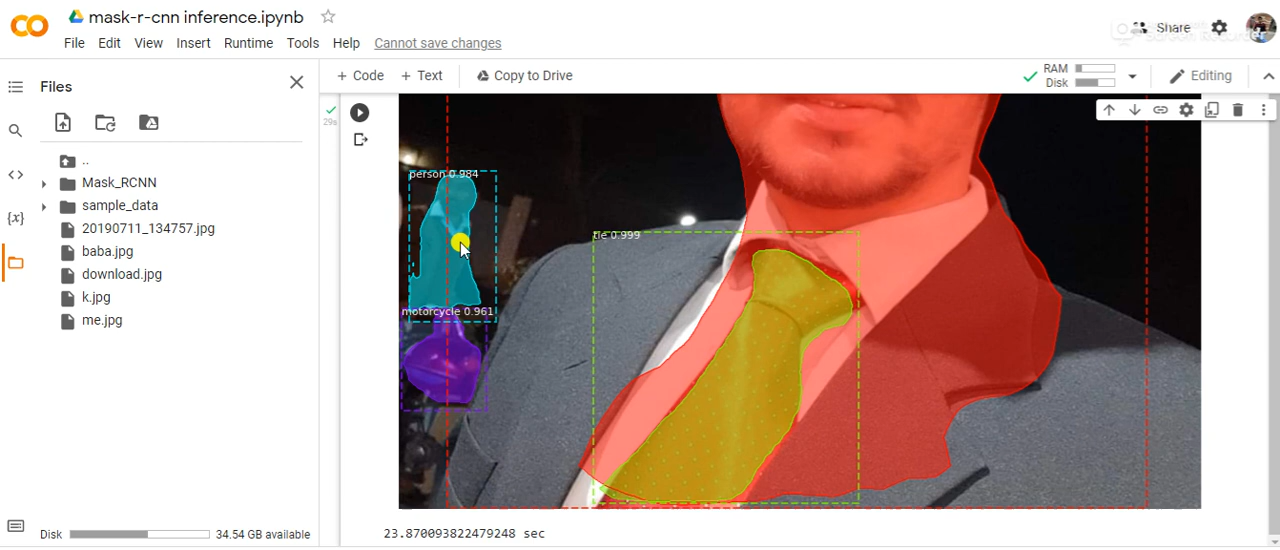 mask-r-cnn inference.ipynb
File Edit View Insert Runtime Tools Help Cannot save changes
Share
Files
+ Code + Text Copy to Drive
RAM
Disk
Editing
29s
..
Mask_RCNN
sample_data
20190711_134757.jpg
baba.jpg
download.jpg
k.jpg
me.jpg
{x}
person 0.984
tie 0.999
motorcycle 0.961
Disk 34.54 GB available
23.870093822479248 sec